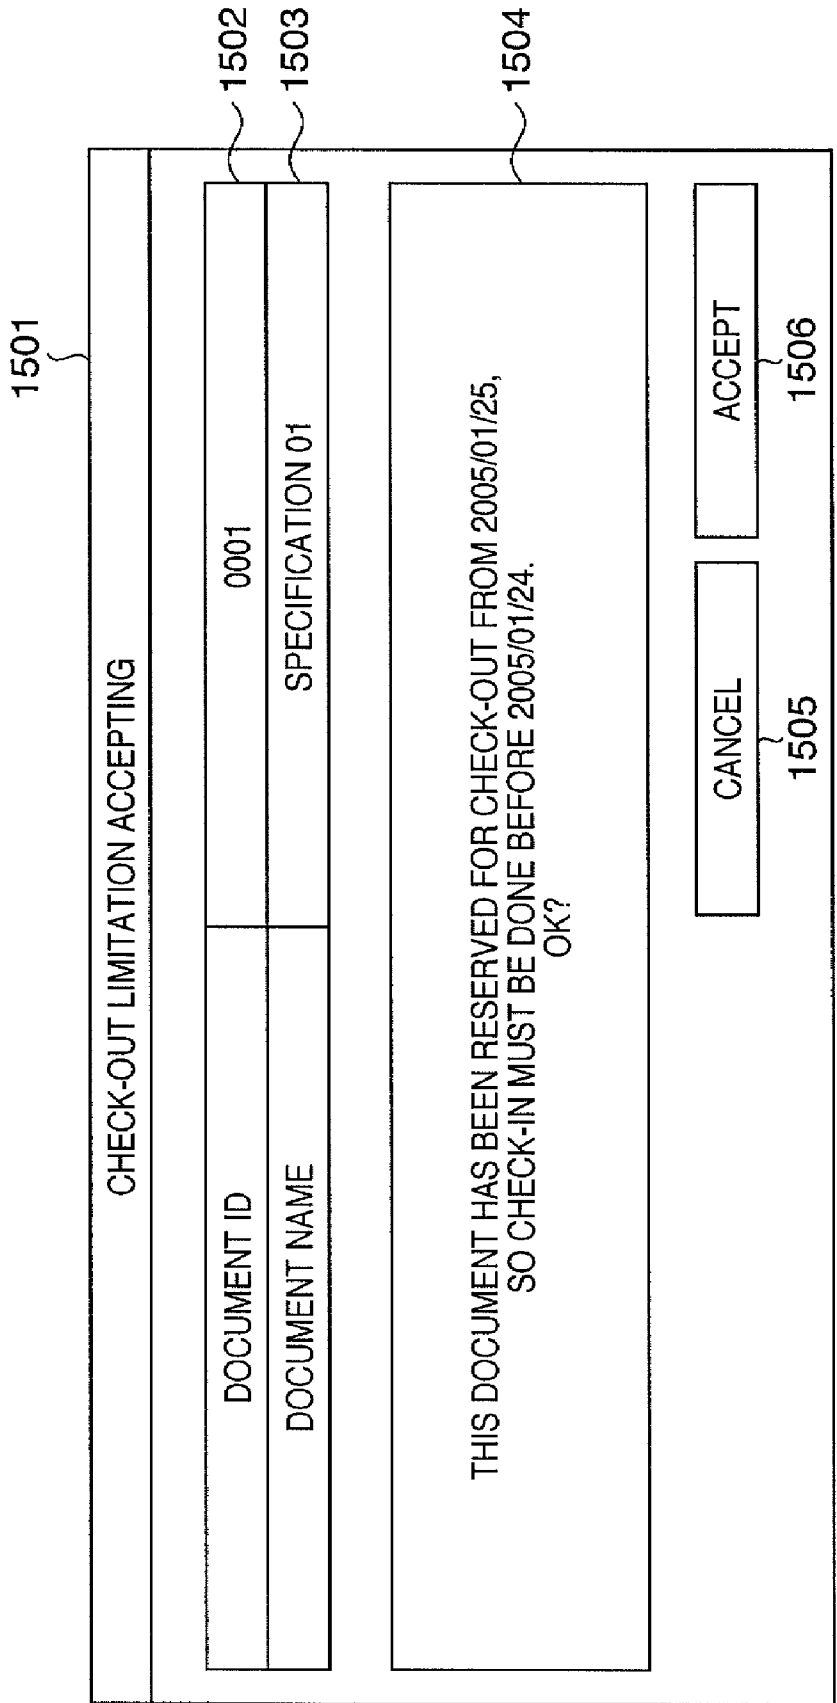 1501
CHECK-OUT LIMITATION ACCEPTING
DOCUMENT ID 0001 1502
DOCUMENT NAME SPECIFICATION 01 1503
THIS DOCUMENT HAS BEEN RESERVED FOR CHECK-OUT FROM 2005/01/25,
SO CHECK-IN MUST BE DONE BEFORE 2005/01/24.
OK?
1504
CANCEL ACCEPT
1505 1506